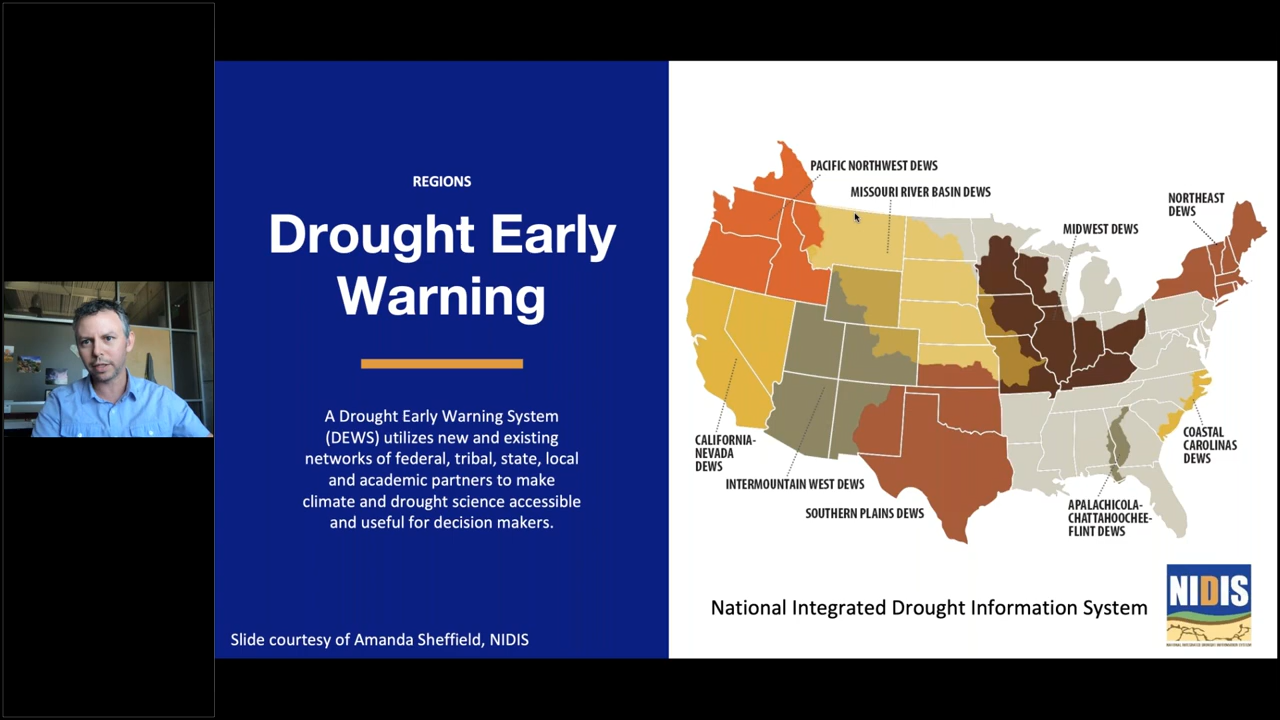 REGIONS
Drought Early
Warning
A Drought Early Warning System
(DEWS) utilizes new and existing
networks of federal, tribal, state, local
and academic partners to make
climate and drought science accessible
and useful for decision makers.
Slide courtesy of Amanda Sheffield, NIDIS
PACIFIC NORTHWEST DEWS
MISSOURI RIVER BASIN DEWS
NORTHEAST
DEWS
MIDWEST DEWS
CALIFORNIA-
NEVADA
DEWS
INTERMOUNTAIN WEST DEWS
SOUTHERN PLAINS DEWS
COASTAL
CAROLINAS
DEWS
APALACHICOLA-
CHATTAHOOCHEE-
FLINT DEWS
National Integrated Drought Information System
NIDIS